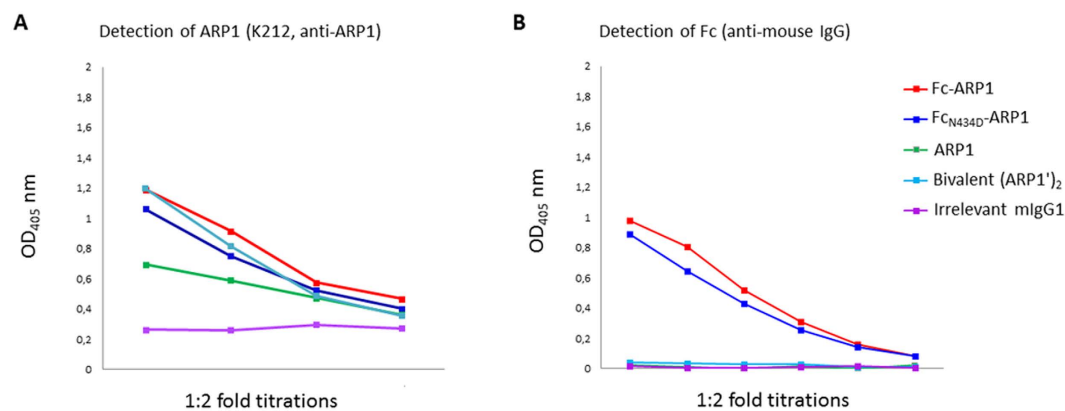 A
Detection of ARP1 (K212, anti-ARP1)
2
1,8
1,6
1,4
1,2
1
0,8
0,6
0,4
0,2
0
OD405 nm
1:2 fold titrations
B
Detection of Fc (anti-mouse IgG)
2
1,8
1,6
1,4
1,2
1
0,8
0,6
0,4
0,2
0
OD405 nm
1:2 fold titrations
Fc-ARP1
FcN434D-ARP1
ARP1
Bivalent (ARP1')2
Irrelevant mIgG1